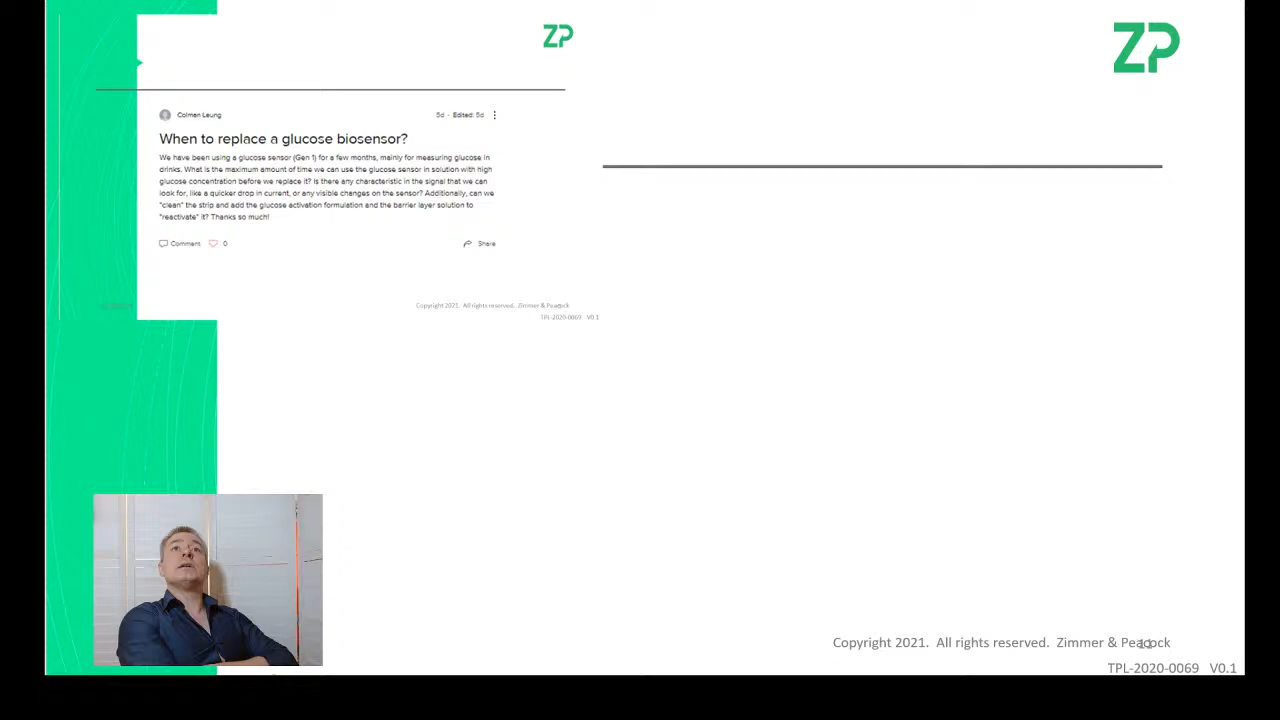 ZP
ZP
Colman Leung
5d · Edited: 5d
When to replace a glucose biosensor?
We have been using a glucose sensor (Gen 1) for a few months, mainly for measuring glucose in
drinks. What is the maximum amount of time we can use the glucose sensor in solution with high
glucose concentration before we replace it? Is there any characteristic in the signal that we can
look for, like a quicker drop in current, or any visible changes on the sensor? Additionally, can we
"clean" the strip and add the glucose activation formulation and the barrier layer solution to
"reactivate" it? Thanks so much!
Comment 0 Share
Copyright 2021. All rights reserved. Zimmer & Peacock
TPL-2020-0069 V0.1
Copyright 2021. All rights reserved. Zimmer & Peacock
11
TPL-2020-0069 V0.1